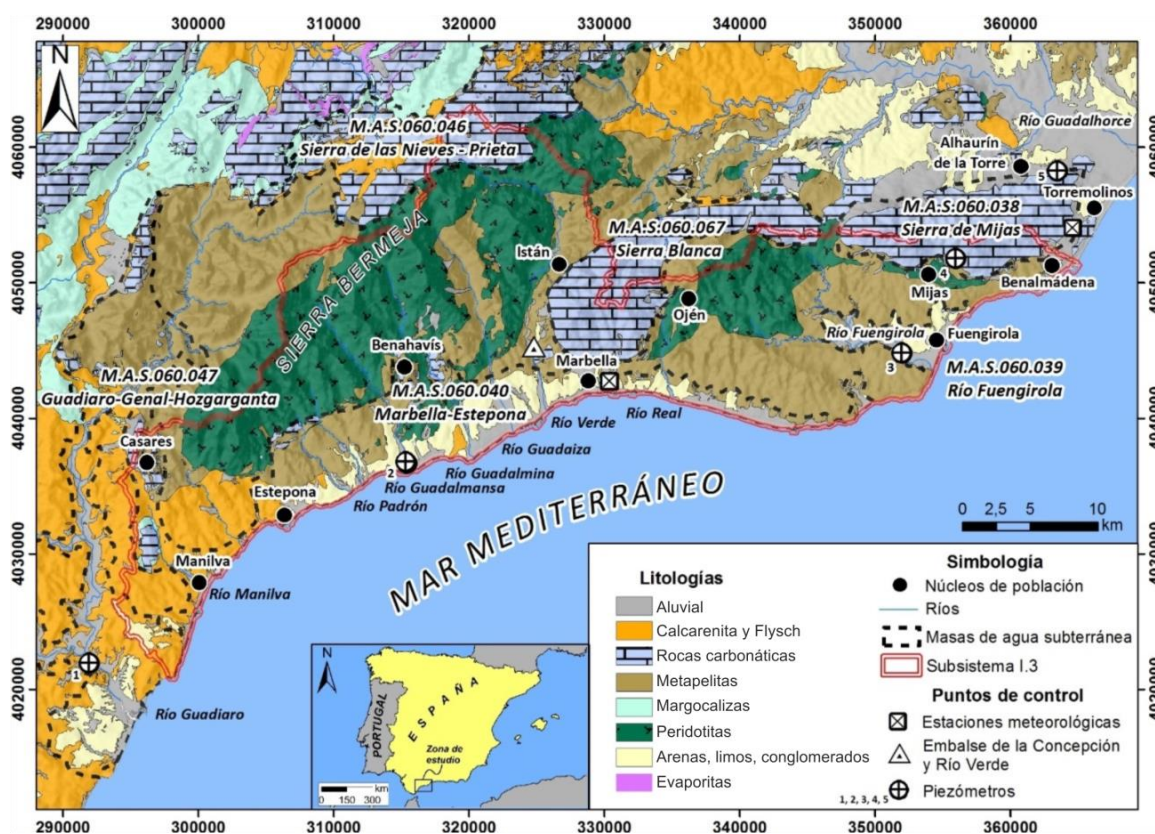 290000 300000 310000 320000 330000 340000 350000 360000
N
4060000
4050000
4040000
4030000
4020000
M.A.S.060.046
Sierra de las Nieves - Prieta
Río Guadalhorce
Alhaurín
de la Torre
5
Torremolinos
M.A.S.060.038
Sierra de Mijas
M.A.S.060.067
Sierra Blanca
Istán
SIERRA BERMEJA
4
Mijas
Benalmádena
Ojén
Río Fuengirola
Fuengirola
3
Benahavís
Marbella
M.A.S.060.039
Río Fuengirola
M.A.S.060.047
Guadiaro-Genal-Hozgarganta
M.A.S.060.040
Marbella-Estepona
Casares
Río Verde
Río Real
Río Guadaiza
Río Guadalmina
2
Río Guadalmansa
Río Padrón
Estepona
MAR MEDITERRÁNEO
0 2,5 5 10
km
Manilva
Río Manilva
1
Río Guadiaro
N
PORTUGAL
ESPAÑA
Zona de
estudio
km
0 150 300
Litologías
Aluvial
Calcarenita y Flysch
Rocas carbonáticas
Metapelitas
Margocalizas
Peridotitas
Arenas, limos, conglomerados
Evaporitas
Simbología
Núcleos de población
Ríos
Masas de agua subterránea
Subsistema I.3
Puntos de control
Estaciones meteorológicas
Embalse de la Concepción
y Río Verde
1, 2, 3, 4, 5 Piezómetros
4060000
4050000
4040000
4030000
4020000
290000 300000 310000 320000 330000 340000 350000 360000